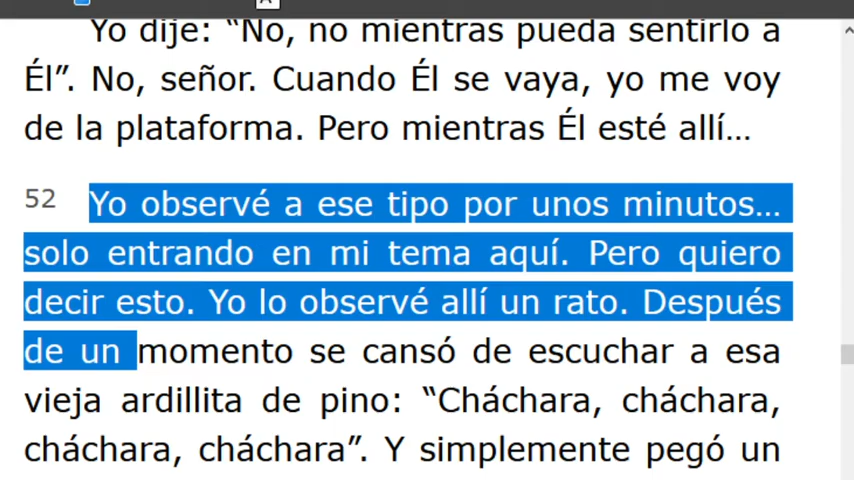 Yo dije: “No, no mientras pueda sentirlo a
Él”. No, señor. Cuando Él se vaya, yo me voy
de la plataforma. Pero mientras Él esté allí…
52 Yo observé a ese tipo por unos minutos…
solo entrando en mi tema aquí. Pero quiero
decir esto. Yo lo observé allí un rato. Después
de un momento se cansó de escuchar a esa
vieja ardillita de pino: “Cháchara, cháchara,
cháchara, cháchara”. Y simplemente pegó un